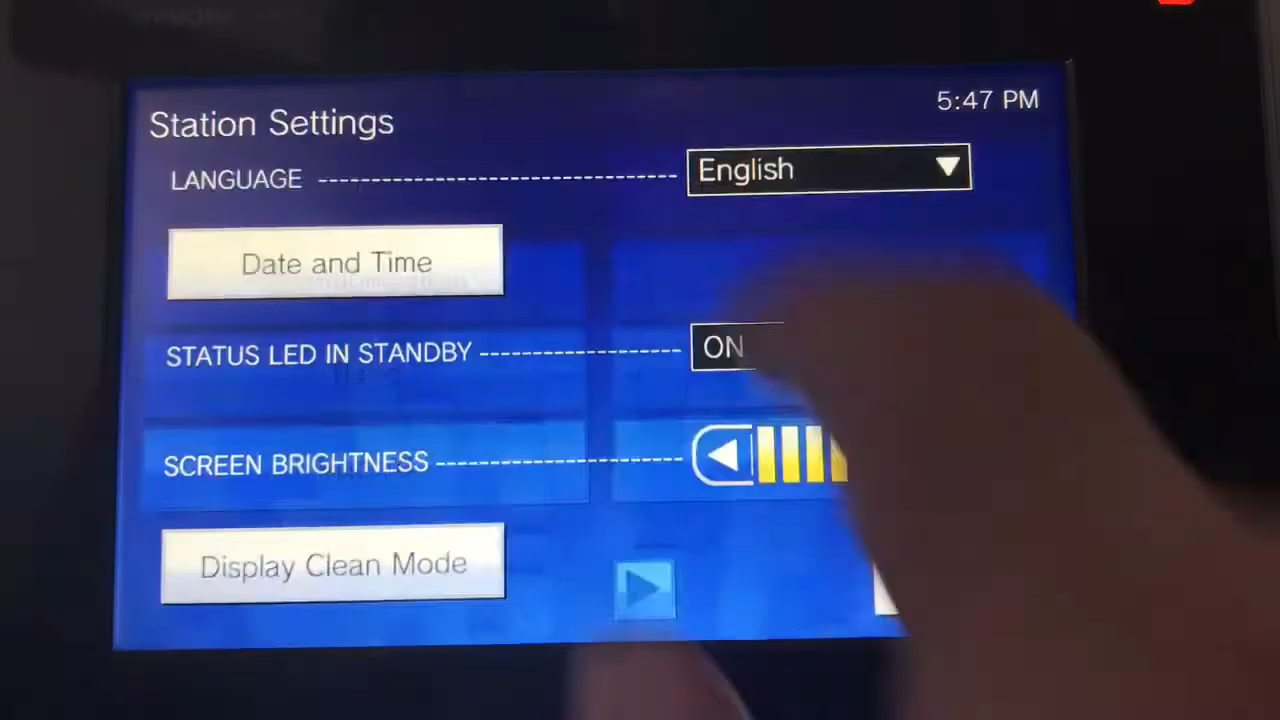 5:47 PM
Station Settings
LANGUAGE English
Date and Time
STATUS LED IN STANDBY ON
SCREEN BRIGHTNESS
Display Clean Mode